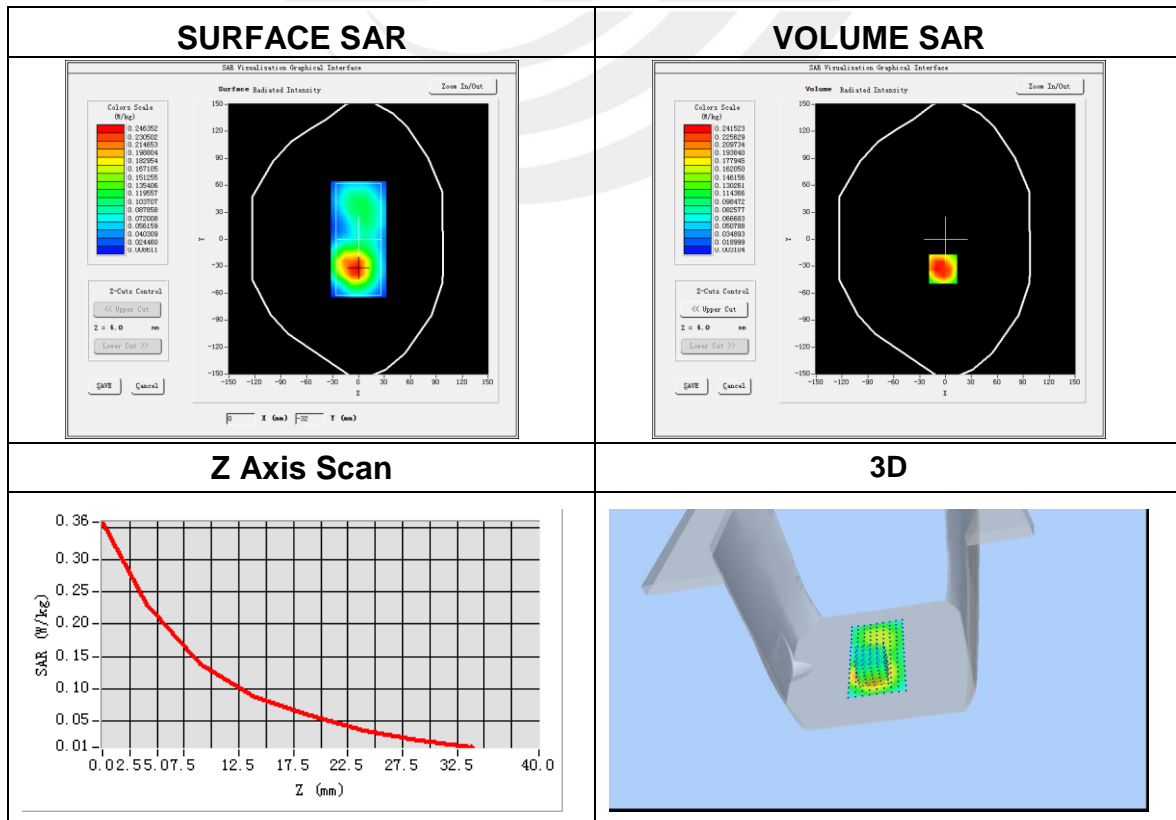 SURFACE SAR
SAR Visualisation Graphical Interface
Surface Radiated Intensity
Zoom In/Out
Colors Scale
(W/kg)
0.246352
0.230502
0.214653
0.198804
0.182954
0.167105
0.151255
0.135406
0.119557
0.103707
0.087858
0.072008
0.056159
0.040309
0.024460
0.008611
Z-Cuts Control
<< Upper Cut
Z = 4.0 mm
Lower Cut >>
SAVE Cancel
150
120
90
60
30
0
-30
-60
-90
-120
-150
Y
-150 -120 -90 -60 -30 0 30 60 90 120 150
X
0 X (mm) -32 Y (mm)
VOLUME SAR
SAR Visualisation Graphical Interface
Volume Radiated Intensity
Zoom In/Out
Colors Scale
(W/kg)
0.241523
0.225629
0.209734
0.193840
0.177945
0.162050
0.146156
0.130261
0.114366
0.098472
0.082577
0.066683
0.050788
0.034893
0.018999
0.003104
Z-Cuts Control
<< Upper Cut
Z = 4.0 mm
Lower Cut >>
SAVE Cancel
150
120
90
60
30
0
-30
-60
-90
-120
-150
Y
-150 -120 -90 -60 -30 0 30 60 90 120 150
X
Z Axis Scan
0.36
0.30
0.25
0.20
0.15
0.10
0.05
0.01
SAR (W/kg)
0.0 2.5 5.0 7.5 12.5 17.5 22.5 27.5 32.5 40.0
Z (mm)
3D